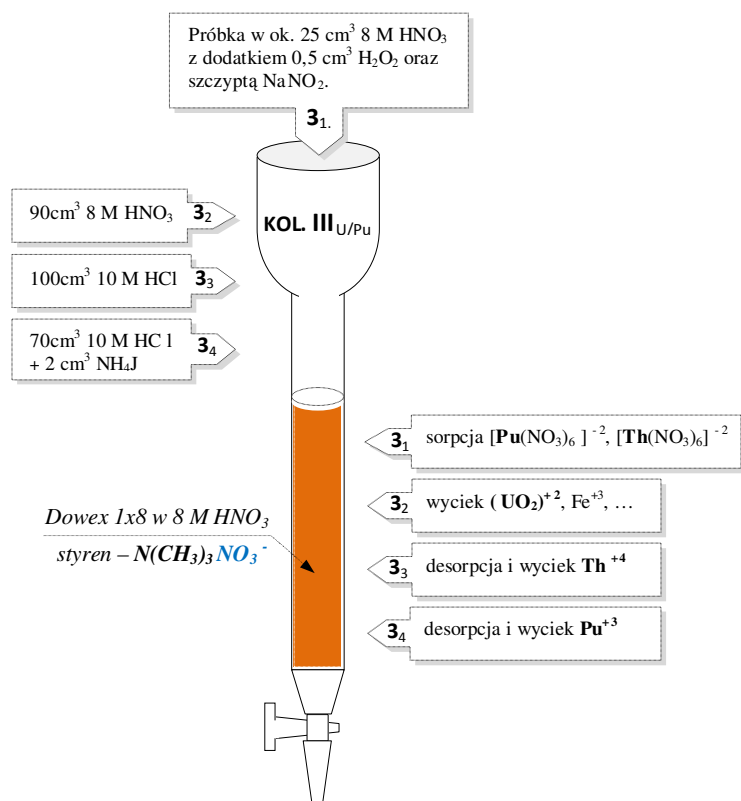 Próbka w ok. 25 cm³ 8 M HNO₃
z dodatkiem 0,5 cm³ H₂O₂ oraz
szczyptą NaNO₂.
3₁.
90cm³ 8 M HNO₃ 3₂
KOL. III U/Pu
100cm³ 10 M HCl 3₃
70cm³ 10 M HC l
+ 2 cm³ NH₄J
3₄
3₁ sorpcja [Pu(NO₃)₆ ]⁻², [Th(NO₃)₆]⁻²
3₂ wyciek ( UO₂)⁺², Fe⁺³, …
Dowex 1x8 w 8 M HNO₃
styren – N(CH₃)₃ NO₃⁻
3₃ desorpcja i wyciek Th⁺⁴
3₄ desorpcja i wyciek Pu⁺³